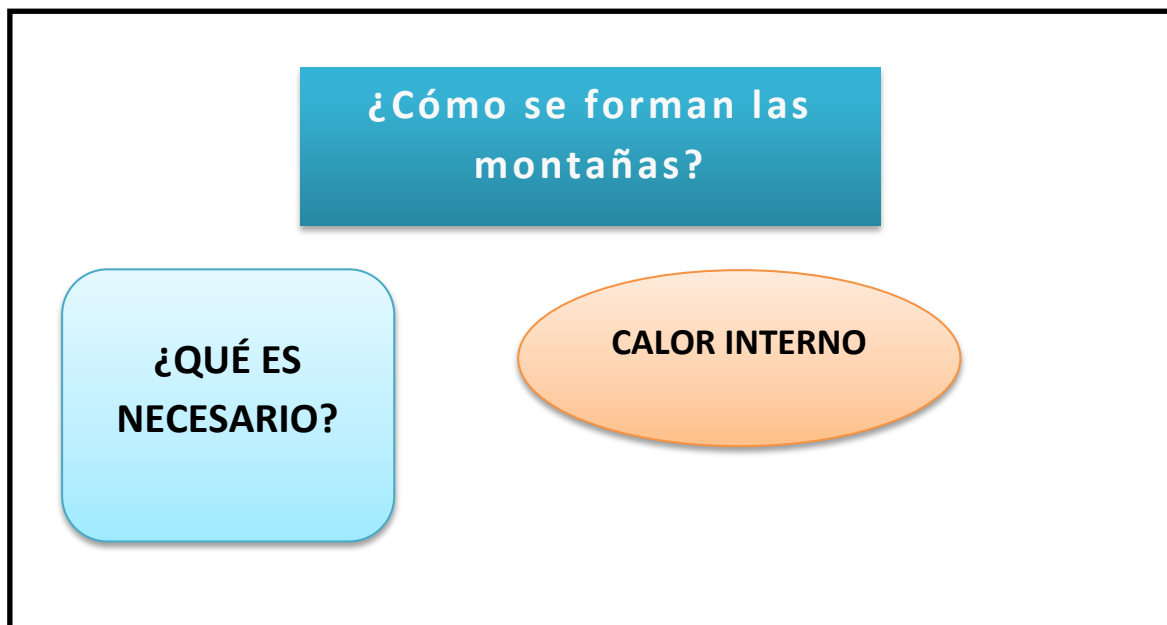 ¿Cómo se forman las
montañas?
¿QUÉ ES
NECESARIO?
CALOR INTERNO